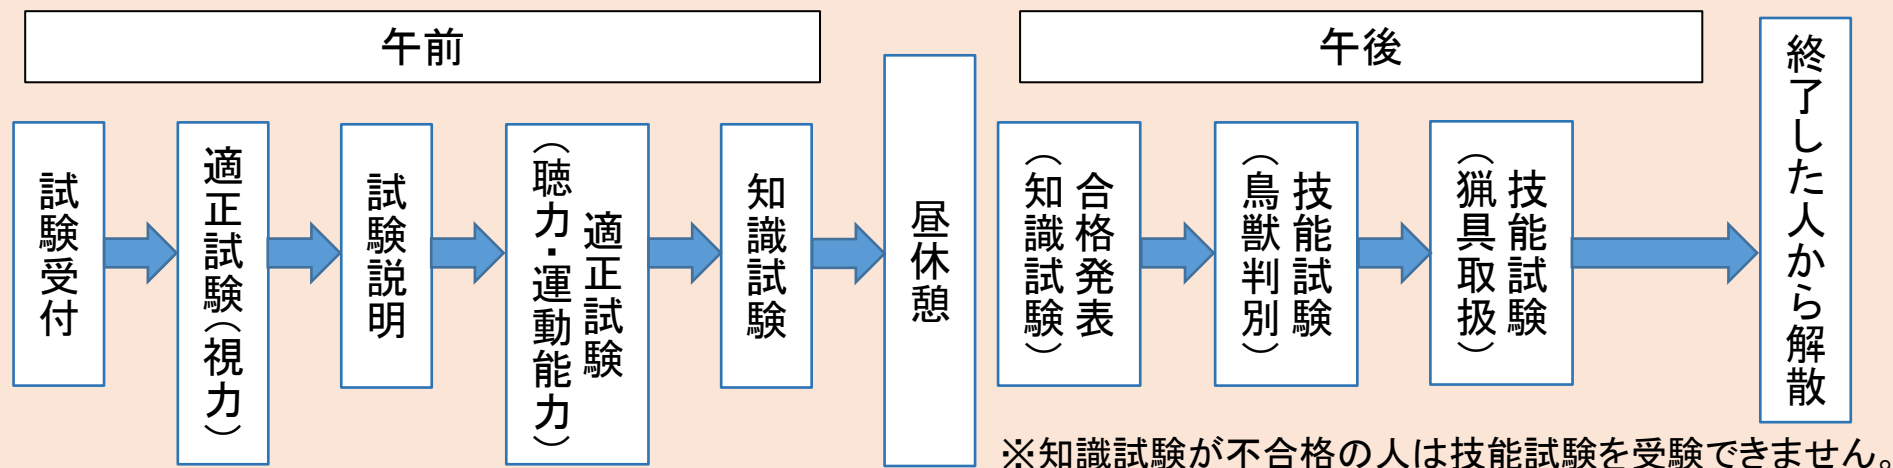 午前
試験受付
適正試験(視力)
試験説明
適正試験
(聴力・運動能力)
知識試験
昼休憩
午後
合格発表
(知識試験)
技能試験
(鳥獣判別)
技能試験
(猟具取扱)
終了した人から解散
※知識試験が不合格の人は技能試験を受験できません。